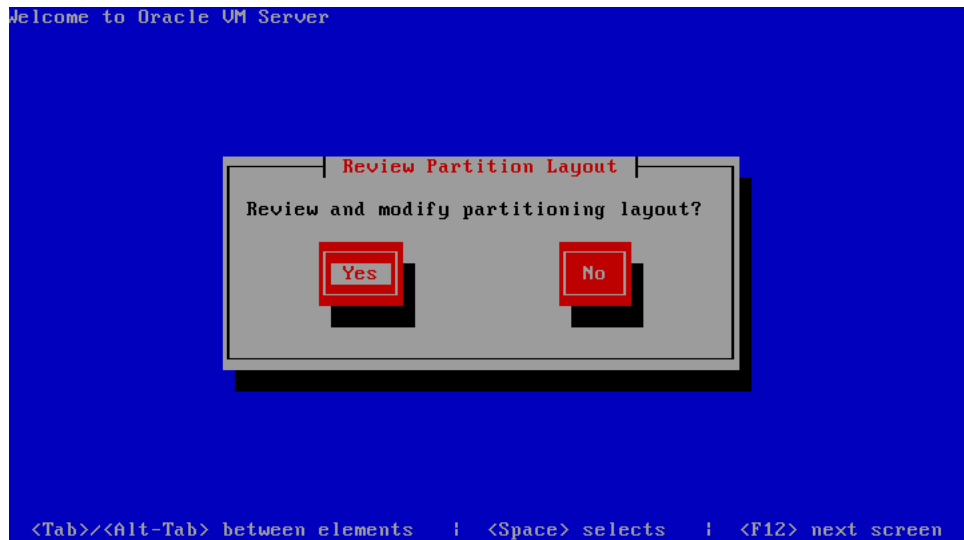 Welcome to Oracle VM Server
Review Partition Layout
Review and modify partitioning layout?
Yes No
<Tab>/<Alt-Tab> between elements | <Space> selects | <F12> next screen